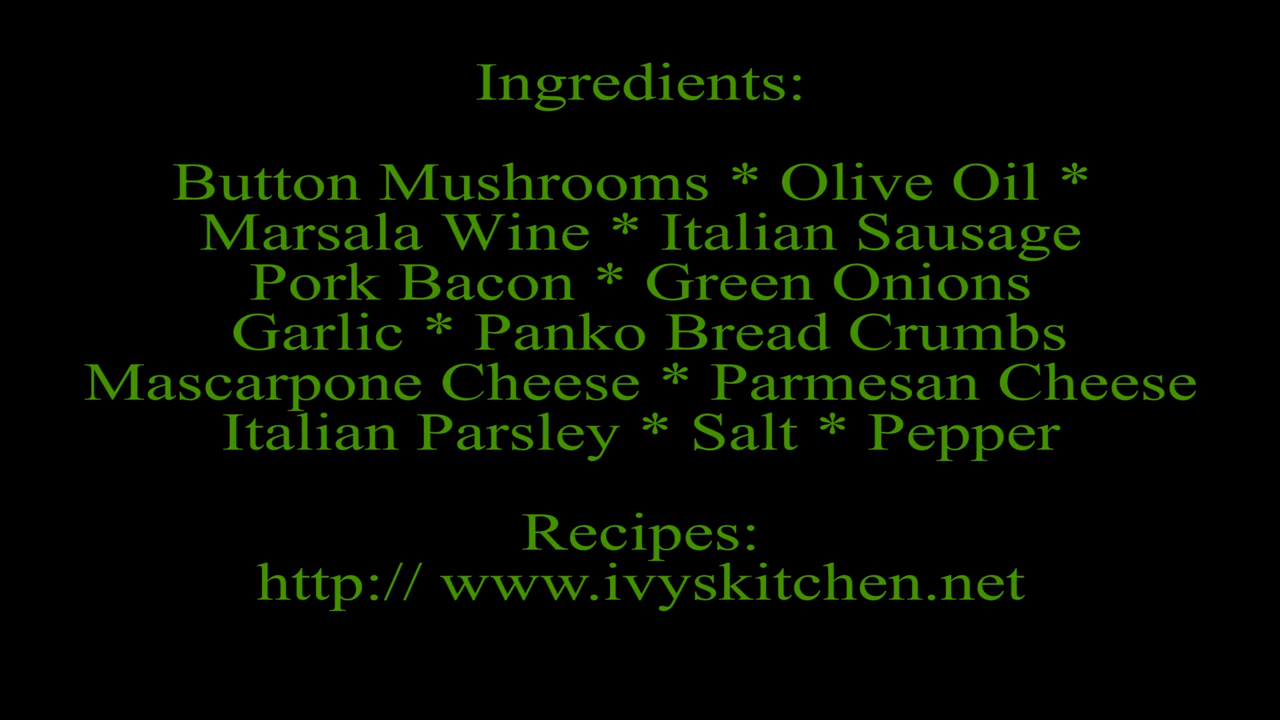 Ingredients:
Button Mushrooms * Olive Oil *
Marsala Wine * Italian Sausage
Pork Bacon * Green Onions
Garlic * Panko Bread Crumbs
Mascarpone Cheese * Parmesan Cheese
Italian Parsley * Salt * Pepper
Recipes:
http:// www.ivyskitchen.net